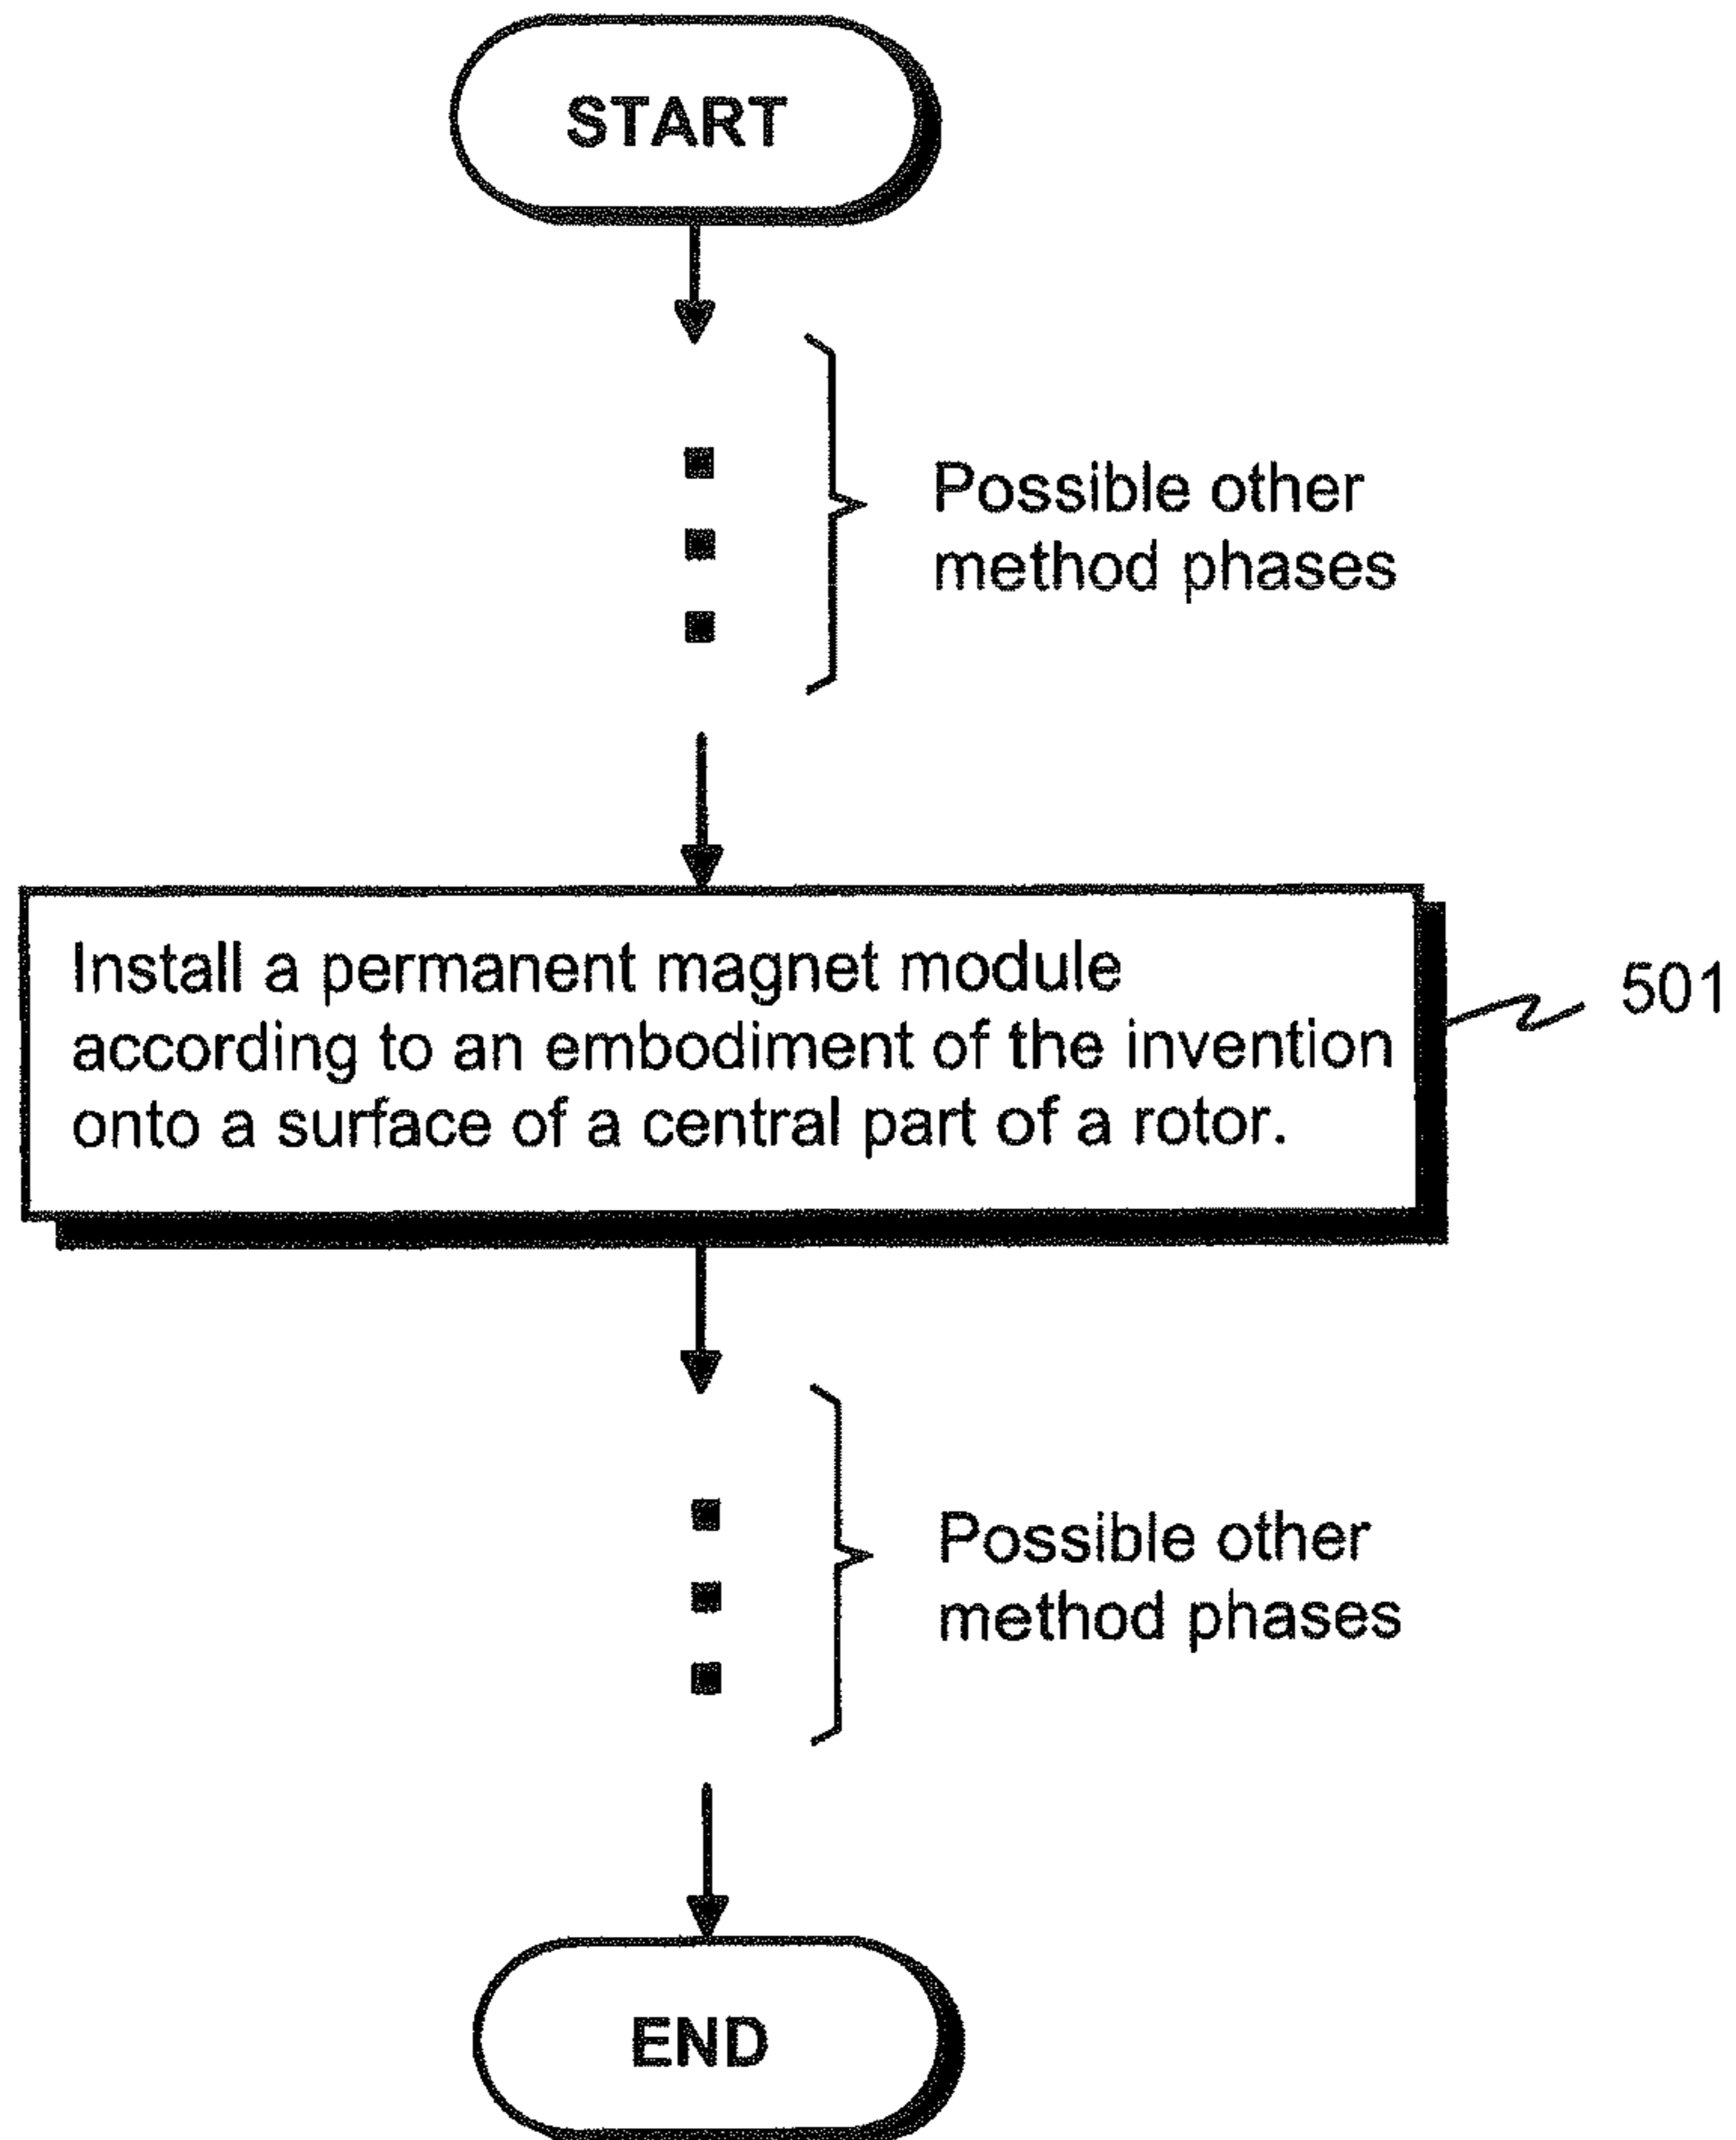 START
Possible other
method phases
Install a permanent magnet module
according to an embodiment of the invention
onto a surface of a central part of a rotor.
501
Possible other
method phases
END